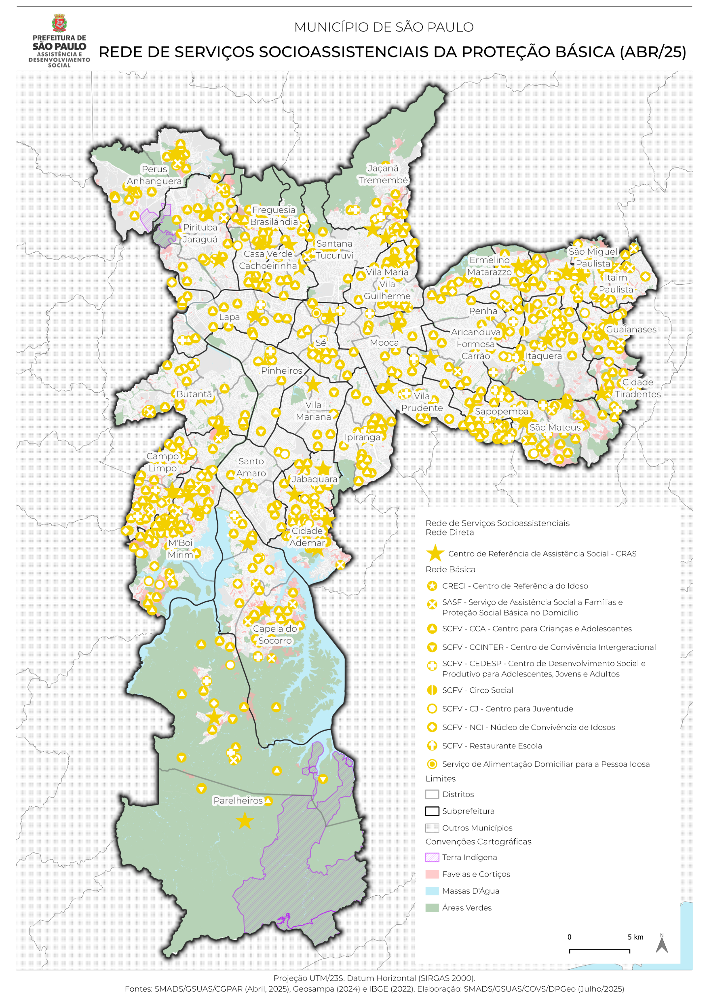 PREFEITURA DE
SÃO PAULO
ASSISTÊNCIA E
DESENVOLVIMENTO
SOCIAL
MUNICÍPIO DE SÃO PAULO
REDE DE SERVIÇOS SOCIOASSISTENCIAIS DA PROTEÇÃO BÁSICA (ABR/25)
Perus
Anhanguera
Jaçanã
Tremembé
Freguesia
Brasilândia
Pirituba
Jaraguá
Santana
Tucuruvi
Casa Verde
Cachoeirinha
Vila Maria
Vila
Guilherme
Ermelino
Matarazzo
São Miguel
Paulista
Itaim
Paulista
Lapa
Penha
Sé
Mooca
Aricanduva
Formosa
Carrão
Itaquera
Guaianases
Pinheiros
Cidade
Tiradentes
Butantã
Vila
Mariana
Vila
Prudente
Sapopemba
São Mateus
Ipiranga
Campo
Limpo
Santo
Amaro
Jabaquara
Cidade
Ademar
M'Boi
Mirim
Capela do
Socorro
Parelheiros
Rede de Serviços Socioassistenciais
Rede Direta
Centro de Referência de Assistência Social - CRAS
Rede Básica
CRECI - Centro de Referência do Idoso
SASF - Serviço de Assistência Social a Famílias e
Proteção Social Básica no Domicílio
SCFV - CCA - Centro para Crianças e Adolescentes
SCFV - CCINTER - Centro de Convivência Intergeracional
SCFV - CEDESP - Centro de Desenvolvimento Social e
Produtivo para Adolescentes, Jovens e Adultos
SCFV - Circo Social
SCFV - CJ - Centro para Juventude
SCFV - NCI - Núcleo de Convivência de Idosos
SCFV - Restaurante Escola
Serviço de Alimentação Domiciliar para a Pessoa Idosa
Limites
Distritos
Subprefeitura
Outros Municípios
Convenções Cartográficas
Terra Indígena
Favelas e Cortiços
Massas D'Água
Áreas Verdes
0 5 km
N
Projeção UTM/23S. Datum Horizontal (SIRGAS 2000).
Fontes: SMADS/GSUAS/CGPAR (Abril, 2025), Geosampa (2024) e IBGE (2022). Elaboração: SMADS/GSUAS/COVS/DPGeo (Julho/2025)